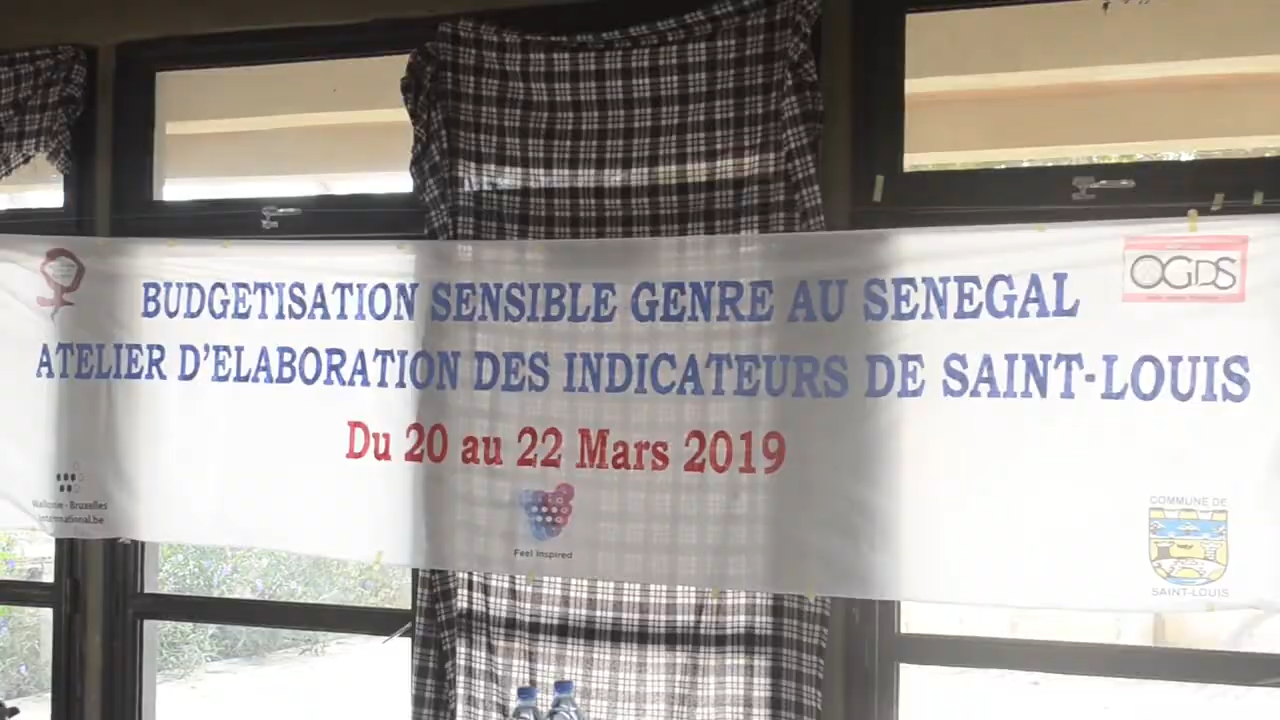 OGDS
BUDGETISATION SENSIBLE GENRE AU SENEGAL
ATELIER D'ELABORATION DES INDICATEURS DE SAINT-LOUIS
Du 20 au 22 Mars 2019
Wallonie - Bruxelles
International.be
Feel inspired
COMMUNE DE
SAINT-LOUIS